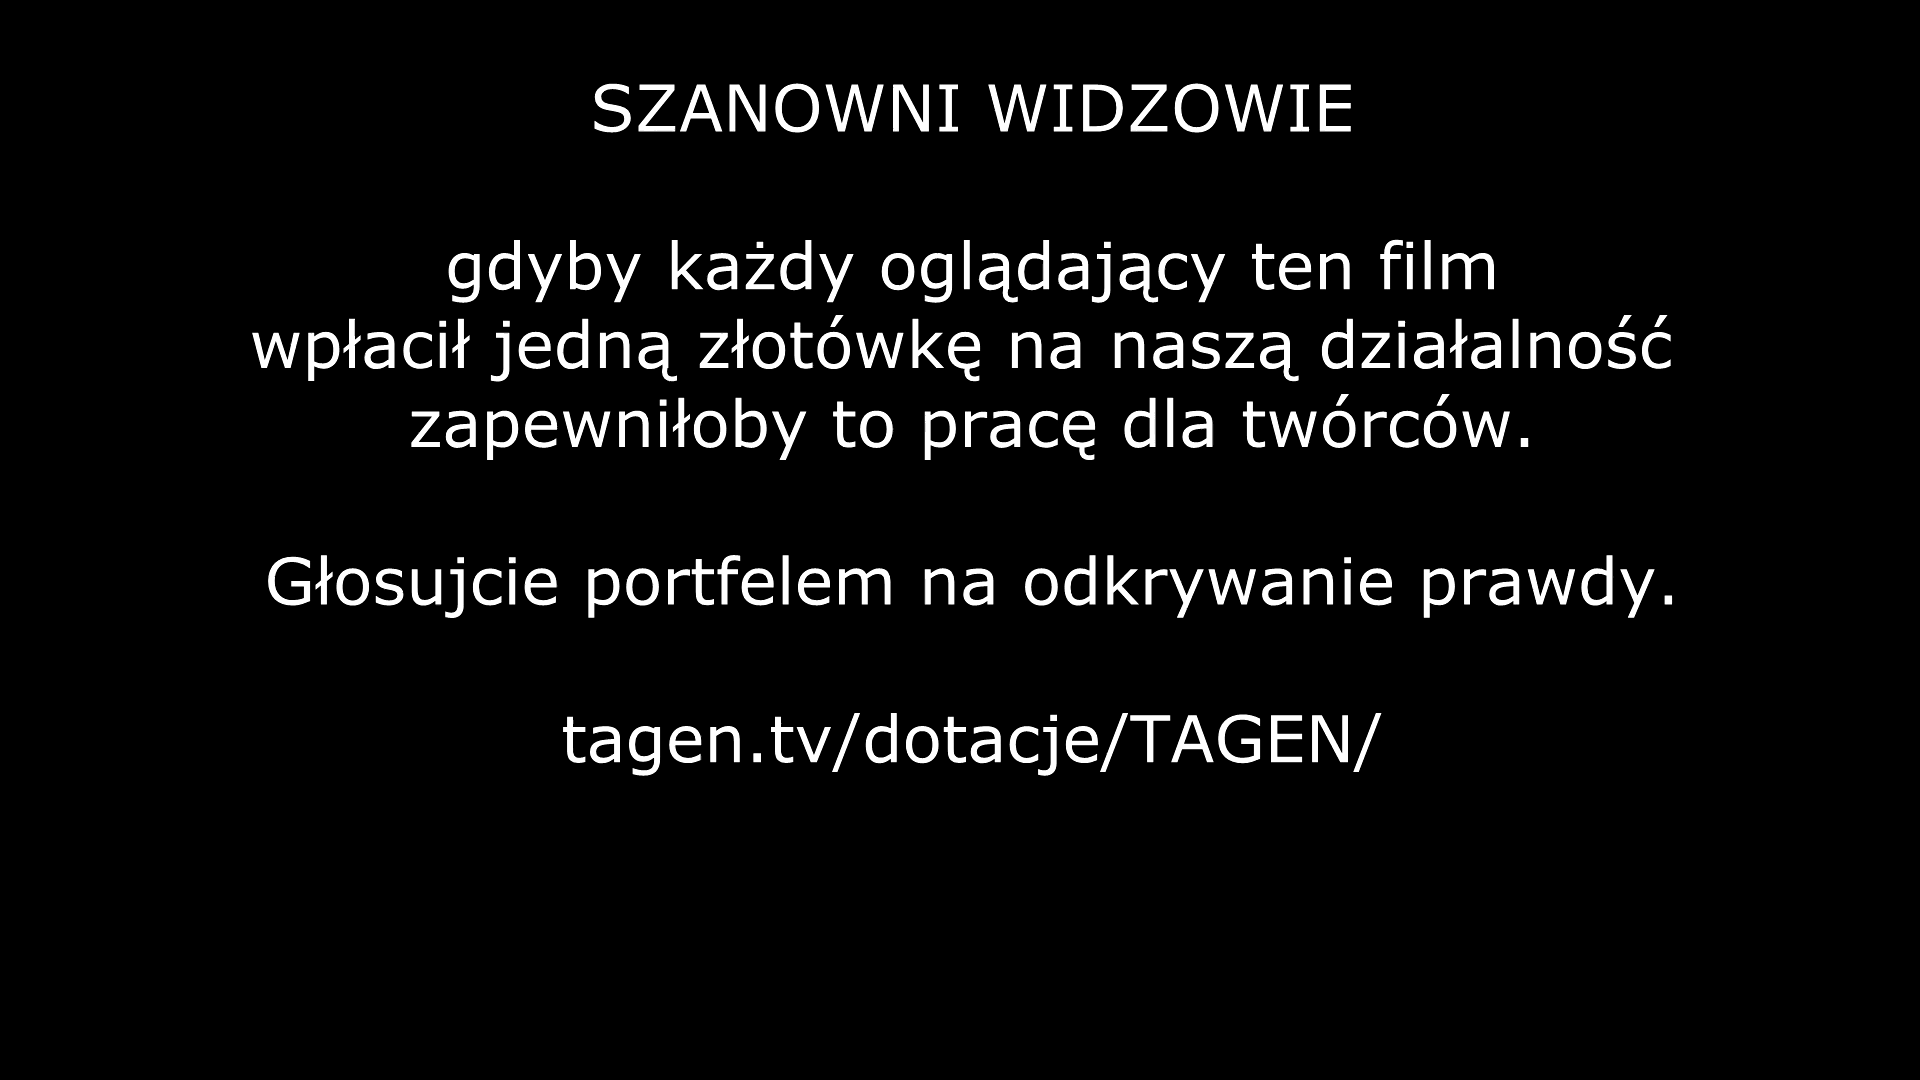 SZANOWNI WIDZOWIE
gdyby każdy oglądający ten film
wpłacił jedną złotówkę na naszą działalność
zapewniłoby to pracę dla twórców.
Głosujcie portfelem na odkrywanie prawdy.
tagen.tv/dotacje/TAGEN/